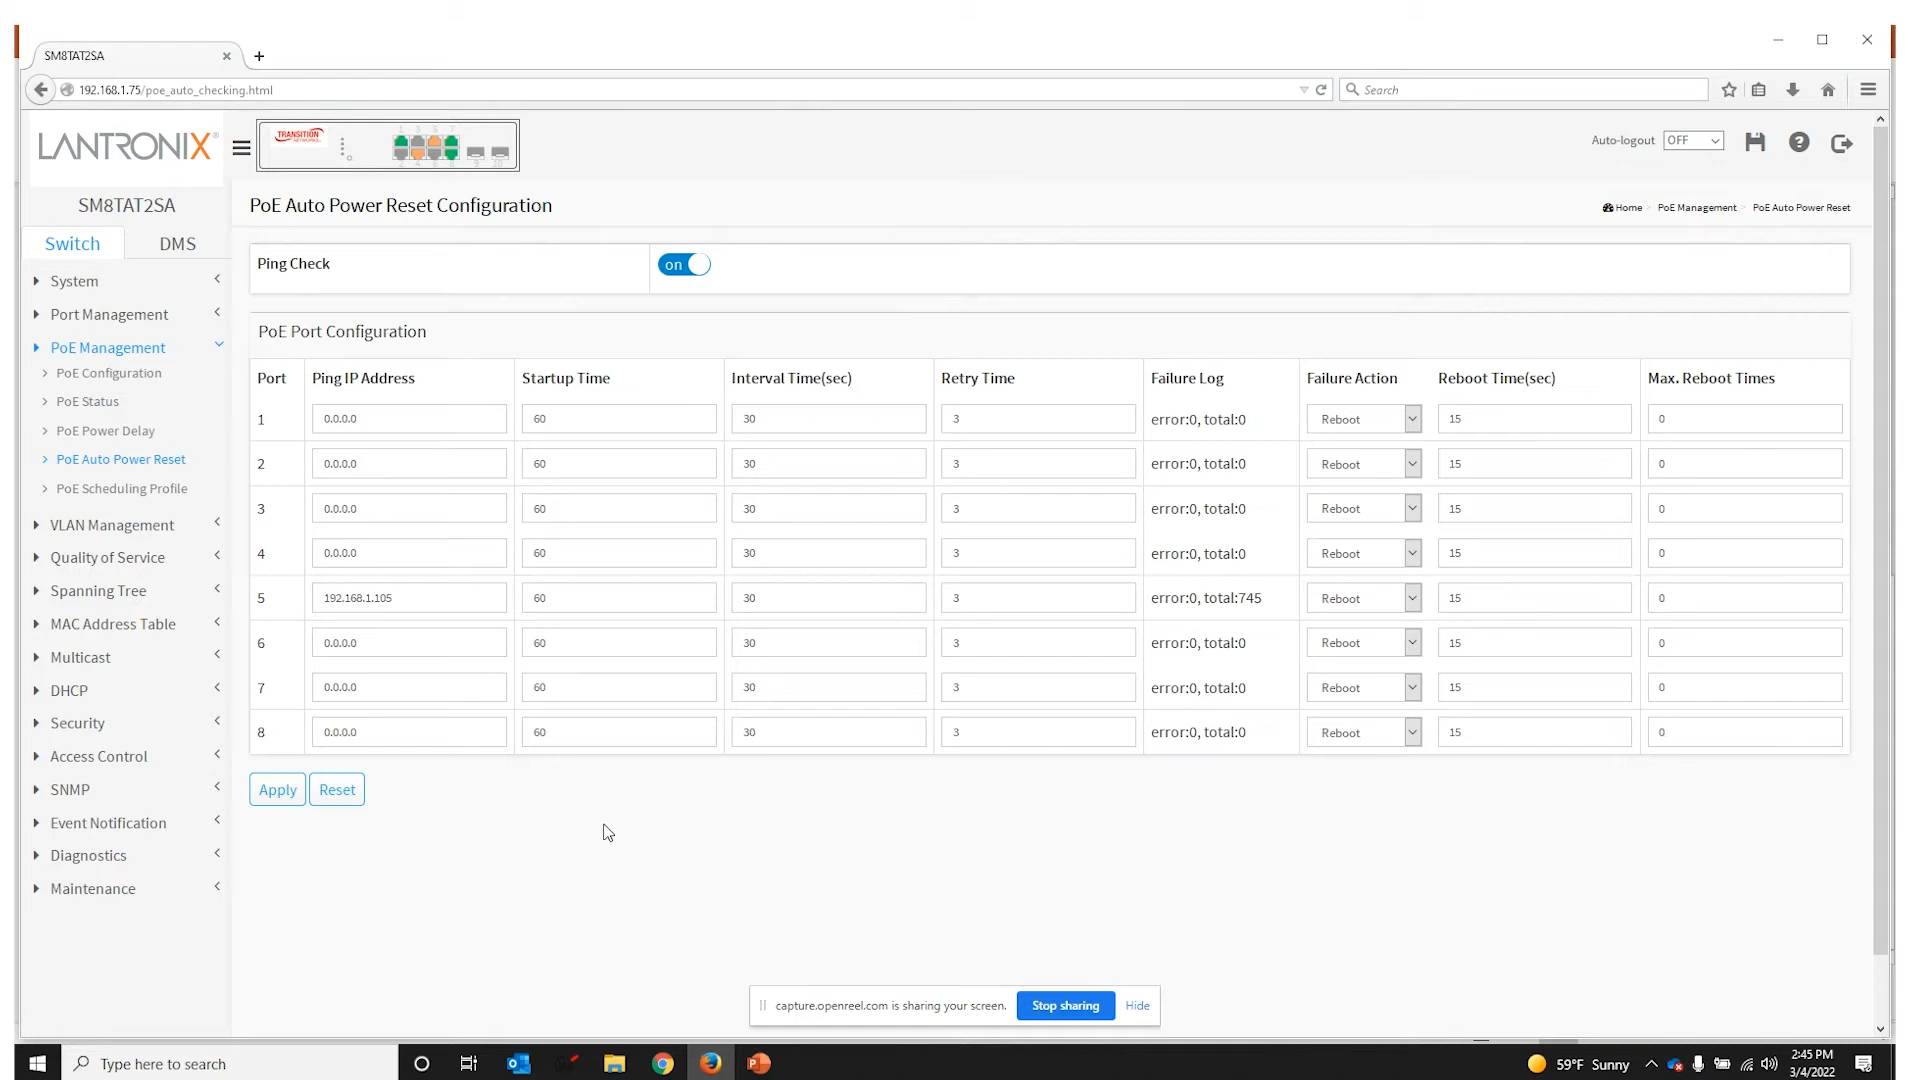 SM8TAT2SA
192.168.1.75/poe_auto_checking.html
Search
LANTRONIX®
TRANSITION
NETWORKS
1 3 5 7
2 4 6 8 9 10
Auto-logout OFF
SM8TAT2SA
PoE Auto Power Reset Configuration
Home PoE Management PoE Auto Power Reset
Switch DMS
Ping Check on
System
Port Management
PoE Management
PoE Configuration
PoE Status
PoE Power Delay
PoE Auto Power Reset
PoE Scheduling Profile
VLAN Management
Quality of Service
Spanning Tree
MAC Address Table
Multicast
DHCP
Security
Access Control
SNMP
Event Notification
Diagnostics
Maintenance
PoE Port Configuration
Port Ping IP Address Startup Time Interval Time(sec) Retry Time Failure Log Failure Action Reboot Time(sec) Max. Reboot Times
1 0.0.0.0 60 30 3 error:0, total:0 Reboot 15 0
2 0.0.0.0 60 30 3 error:0, total:0 Reboot 15 0
3 0.0.0.0 60 30 3 error:0, total:0 Reboot 15 0
4 0.0.0.0 60 30 3 error:0, total:0 Reboot 15 0
5 192.168.1.105 60 30 3 error:0, total:745 Reboot 15 0
6 0.0.0.0 60 30 3 error:0, total:0 Reboot 15 0
7 0.0.0.0 60 30 3 error:0, total:0 Reboot 15 0
8 0.0.0.0 60 30 3 error:0, total:0 Reboot 15 0
Apply Reset
capture.openreel.com is sharing your screen. Stop sharing Hide
Type here to search
59°F Sunny
2:45 PM
3/4/2022